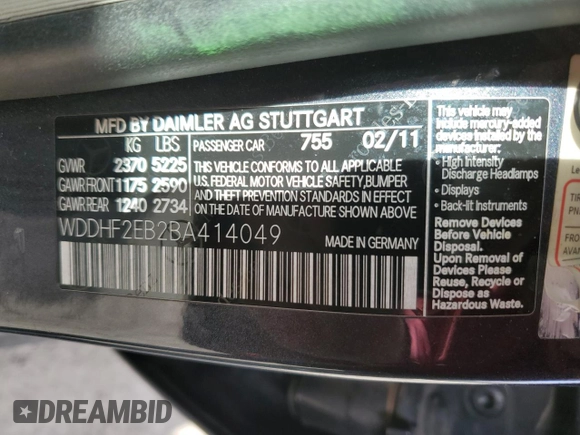 MFD BY DAIMLER AG STUTTGART
KG LBS PASSENGER CAR 755 02/11
GVWR 2370 5225
GAWR FRONT 1175 2590
GAWR REAR 1240 2734
THIS VEHICLE CONFORMS TO ALL APPLICABLE
U.S. FEDERAL MOTOR VEHICLE SAFETY, BUMPER
AND THEFT PREVENTION STANDARDS IN EFFECT
ON THE DATE OF MANUFACTURE SHOWN ABOVE.
WDDHF2EB2BA414049
MADE IN GERMANY
This vehicle may
include mercury-added
devices installed by the
manufacturer:
• High Intensity
Discharge Headlamps
• Displays
• Back-lit Instruments
Remove Devices
Before Vehicle
Disposal.
Upon Removal of
Devices Please
Reuse, Recycle or
Dispose as
Hazardous Waste.
DREAMBID